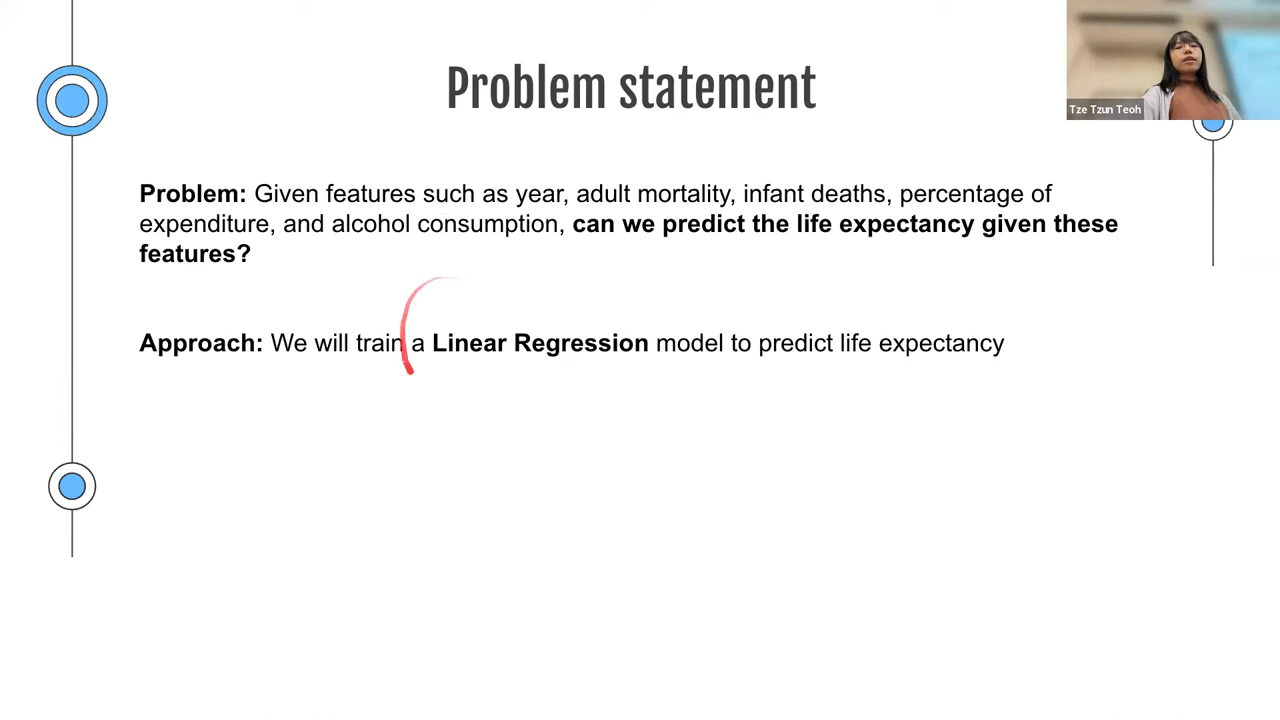 Problem statement
Tze Tzun Teoh
Problem: Given features such as year, adult mortality, infant deaths, percentage of
expenditure, and alcohol consumption, can we predict the life expectancy given these
features?
Approach: We will train a Linear Regression model to predict life expectancy